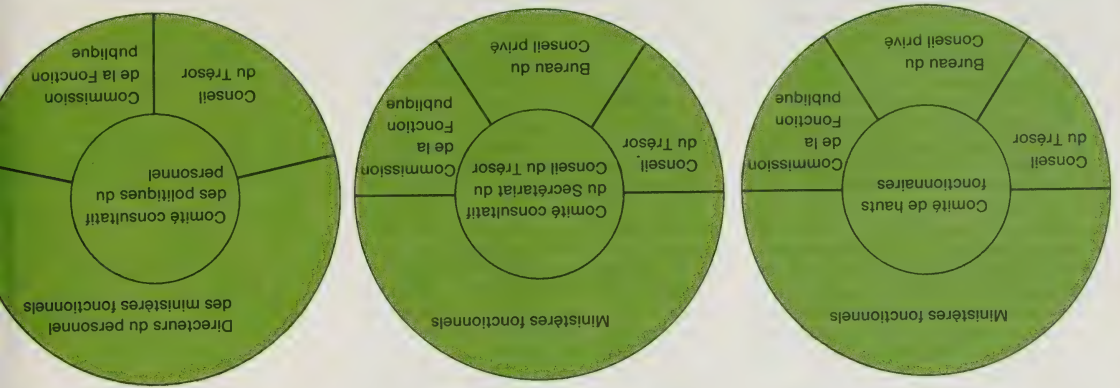 Ministères fonctionnels
Comité de hauts
fonctionnaires
Conseil
du Trésor
Bureau du
Conseil privé
Commission
de la
Fonction
publique
Ministères fonctionnels
Comité consultatif
du Secrétariat du
Conseil du Trésor
Conseil
du Trésor
Bureau du
Conseil privé
Commission
de la
Fonction
publique
Directeurs du personnel
des ministères fonctionnels
Comité consultatif
des politiques du
personnel
Conseil
du Trésor
Commission
de la Fonction
publique